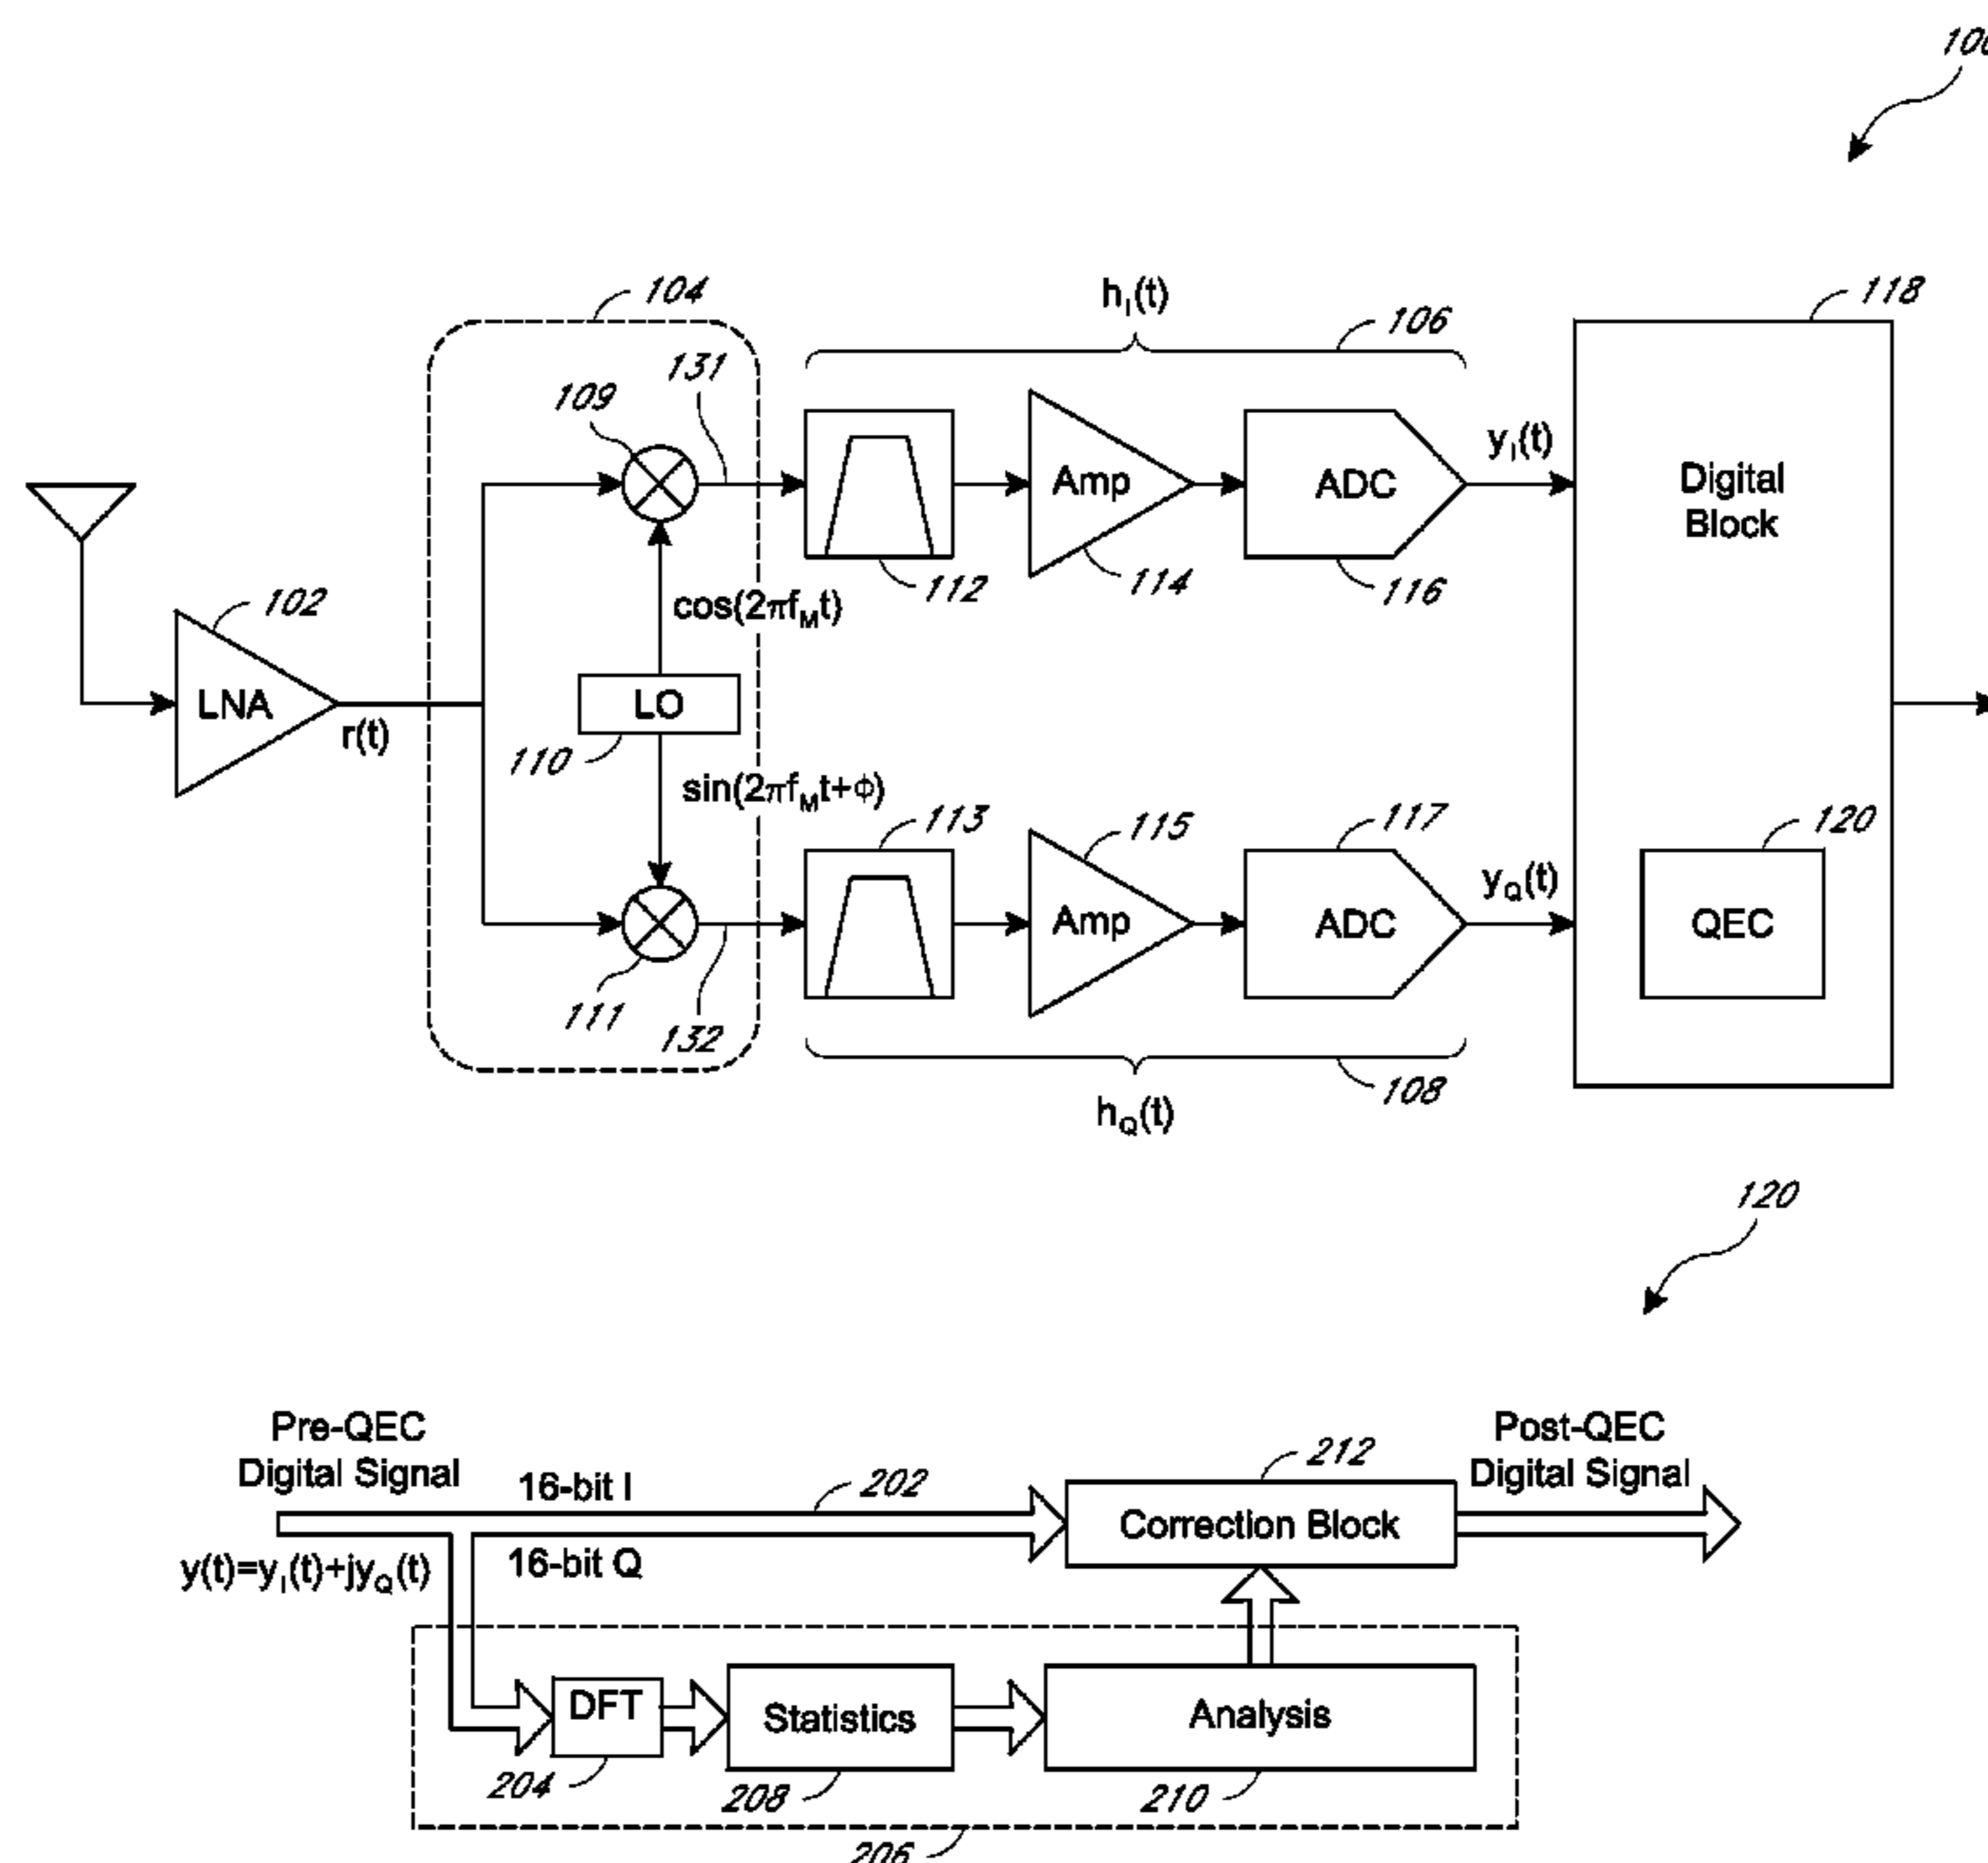 100
104
h_I(t)
106
118
109
131
Amp
ADC
y_I(t)
Digital
Block
112
114
116
102
LNA
r(t)
cos(2πf_Mt)
LO
110
sin(2πf_Mt+ϕ)
113
115
117
120
Amp
ADC
y_Q(t)
QEC
111
132
h_Q(t)
108
120
Pre-QEC
Digital Signal
16-bit I
202
212
Post-QEC
Digital Signal
Correction Block
y(t)=y_I(t)+jy_Q(t)
16-bit Q
DFT
Statistics
Analysis
204
208
210
206